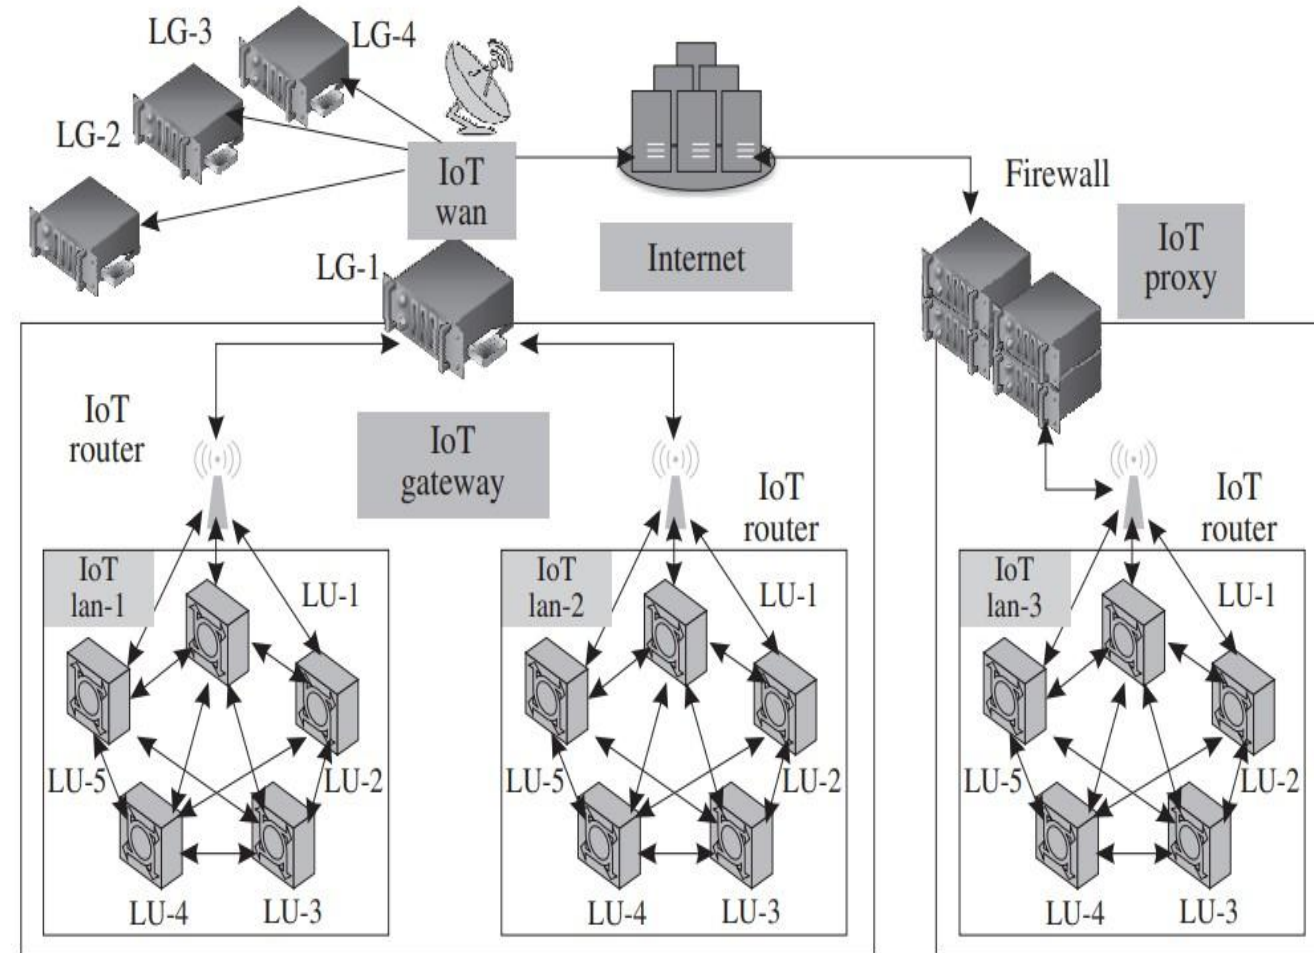 LG-3
LG-4
LG-2
IoT
wan
Firewall
IoT
proxy
LG-1
Internet
IoT
router
IoT
gateway
IoT
router
IoT
router
IoT
lan-1
LU-1
IoT
lan-2
LU-1
IoT
lan-3
LU-1
LU-5
LU-2
LU-5
LU-2
LU-5
LU-2
LU-4
LU-3
LU-4
LU-3
LU-4
LU-3